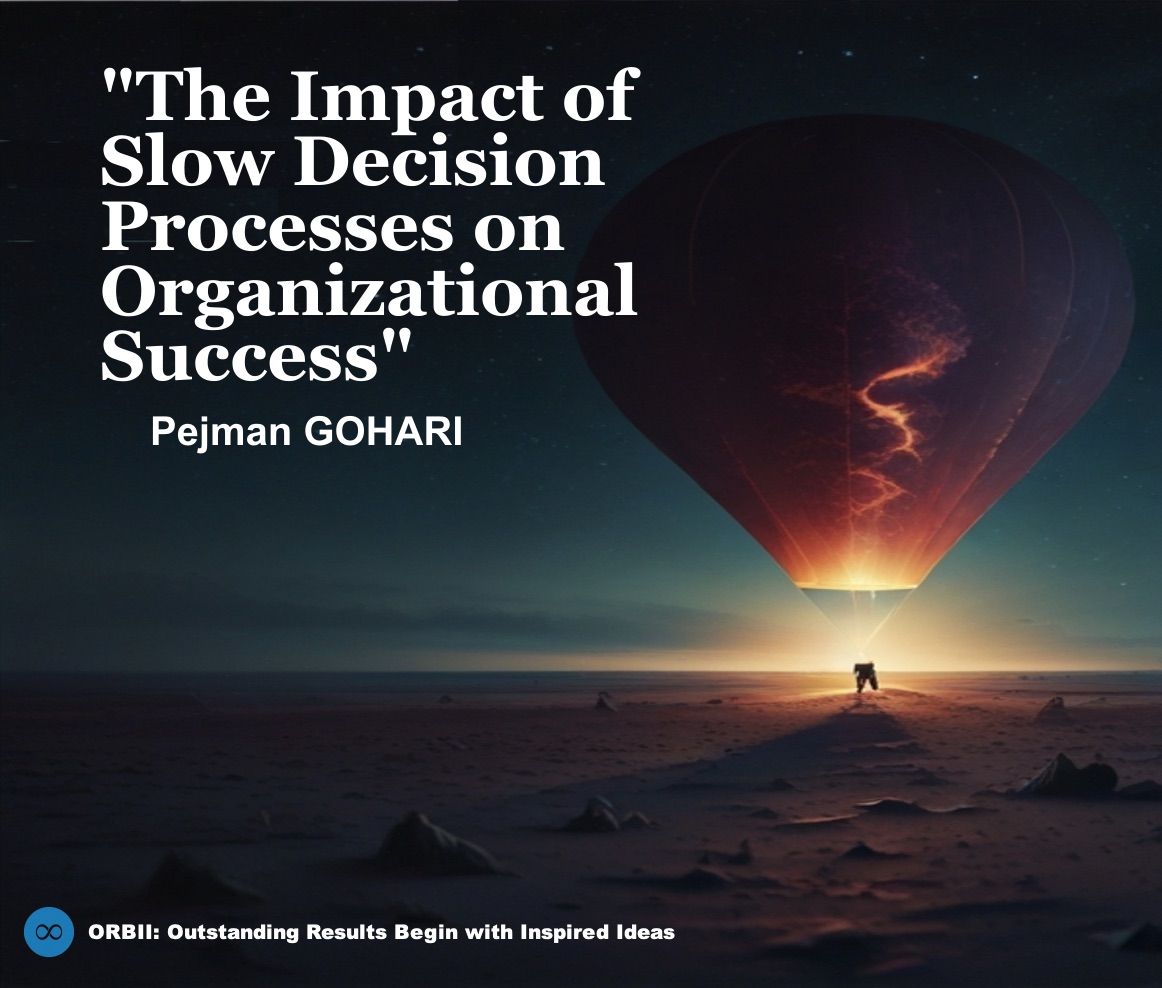 "The Impact of
Slow Decision
Processes on
Organizational
Success"
Pejman GOHARI
ORBII: Outstanding Results Begin with Inspired Ideas